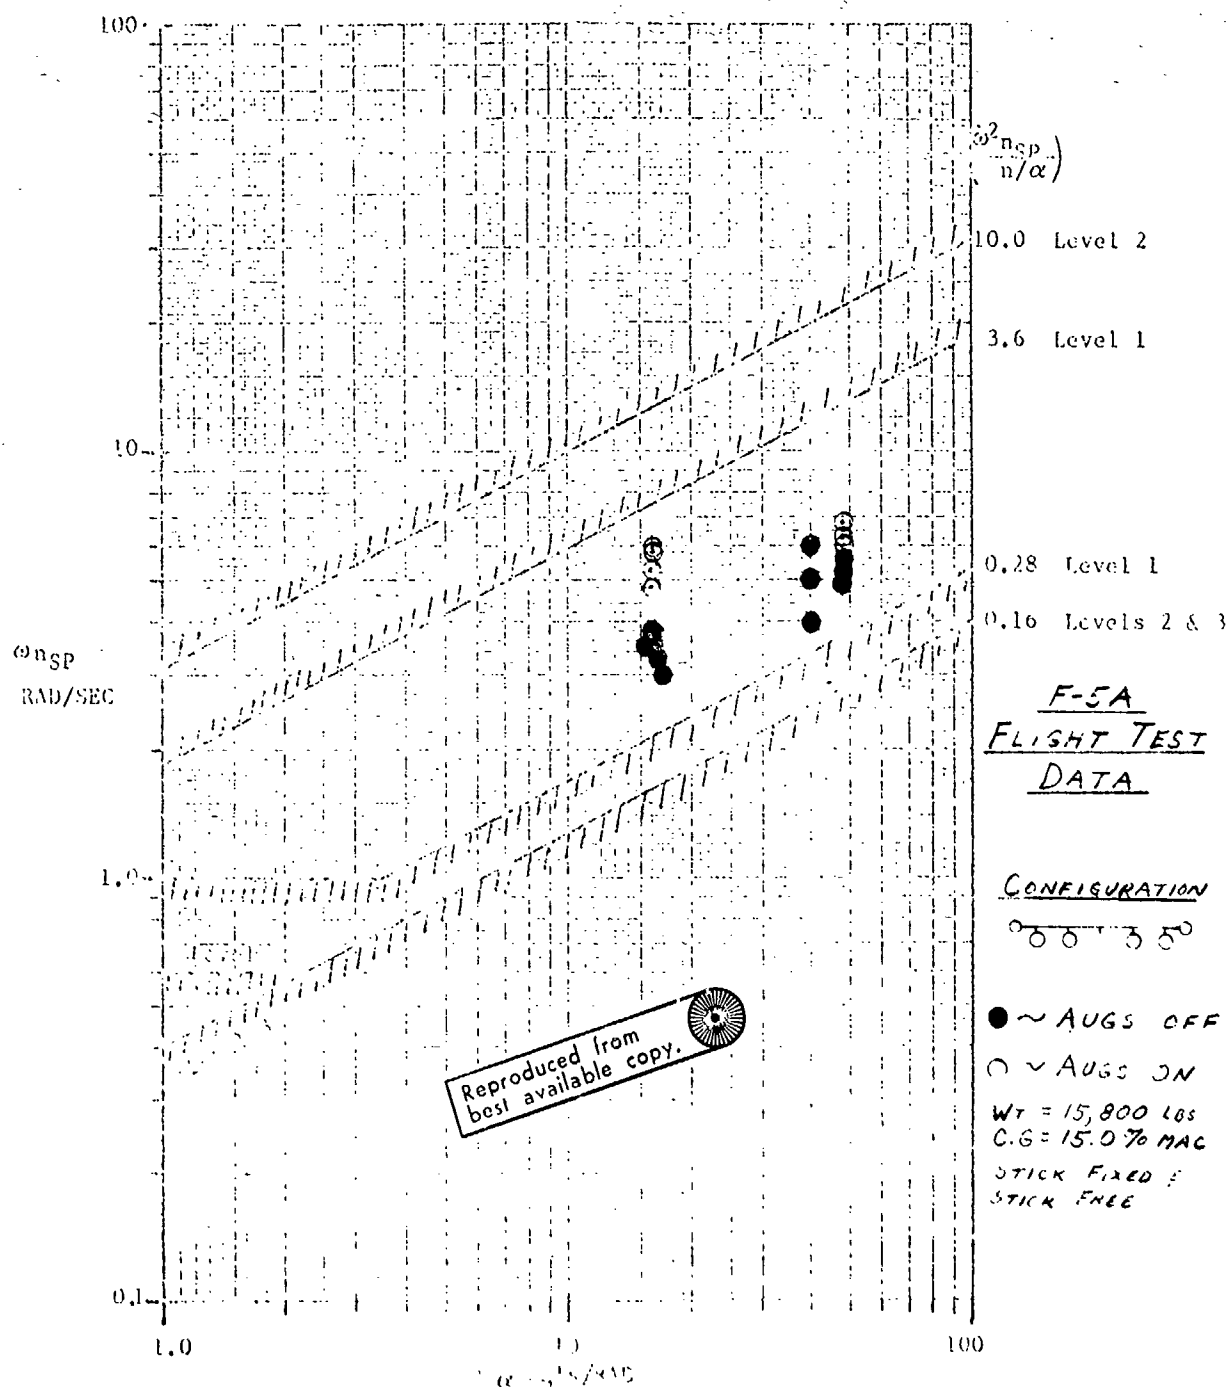 100
ω²nSP
n/α)
10.0 Level 2
3.6 Level 1
10
0.28 Level 1
0.16 Levels 2 & 3
ωnSP
RAD/SEC
F-5A
FLIGHT TEST
DATA
1.0
CONFIGURATION
● ~ AUGS OFF
○ ~ AUGS ON
WT = 15,800 LBS
C.G = 15.0 % MAC
STICK FIXED &
STICK FREE
Reproduced from
best available copy.
0.1
1.0
10
100